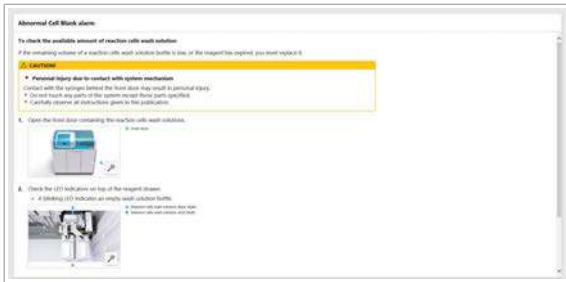 Abnormal Cell Blank alarm
To check the available amount of reaction cells wash solution
If the remaining volume of a reaction cells wash solution bottle is low, or the reagent has expired, you must replace it.
CAUTION!
Personal injury due to contact with system mechanism
Contact with the syringes behind the front door may result in personal injury.
Do not touch any parts of the system except those parts specified.
Carefully observe all instructions given in this publication.
1. Open the front door containing the reaction cells wash solutions.
2. Check the LED indicators on top of the reagent drawer.
A blinking LED indicates an empty wash solution bottle.